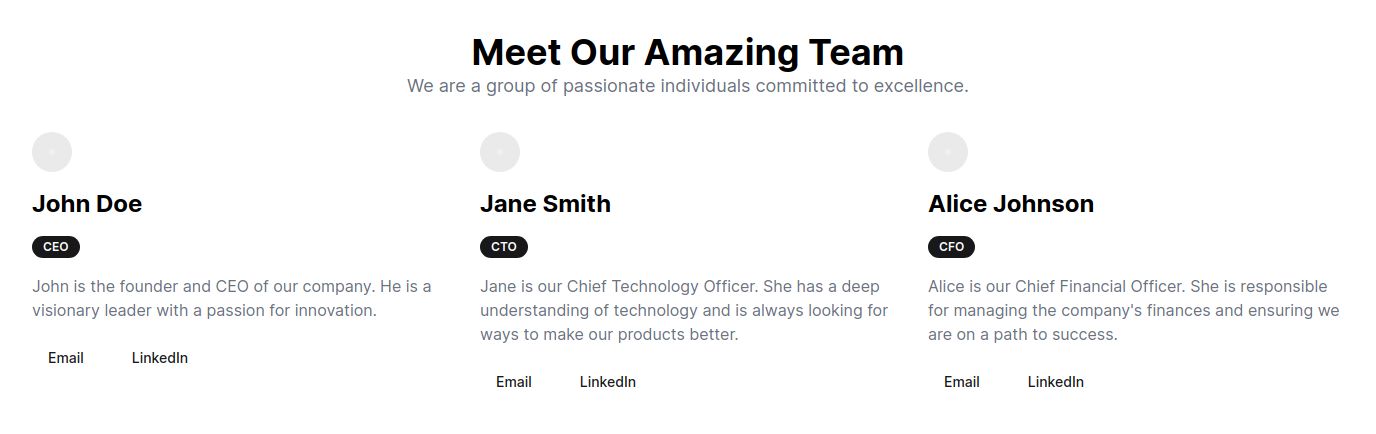 Meet Our Amazing Team
We are a group of passionate individuals committed to excellence.
John Doe
CEO
John is the founder and CEO of our company. He is a
visionary leader with a passion for innovation.
Email
LinkedIn
Jane Smith
CTO
Jane is our Chief Technology Officer. She has a deep
understanding of technology and is always looking for
ways to make our products better.
Email
LinkedIn
Alice Johnson
CFO
Alice is our Chief Financial Officer. She is responsible
for managing the company's finances and ensuring we
are on a path to success.
Email
LinkedIn